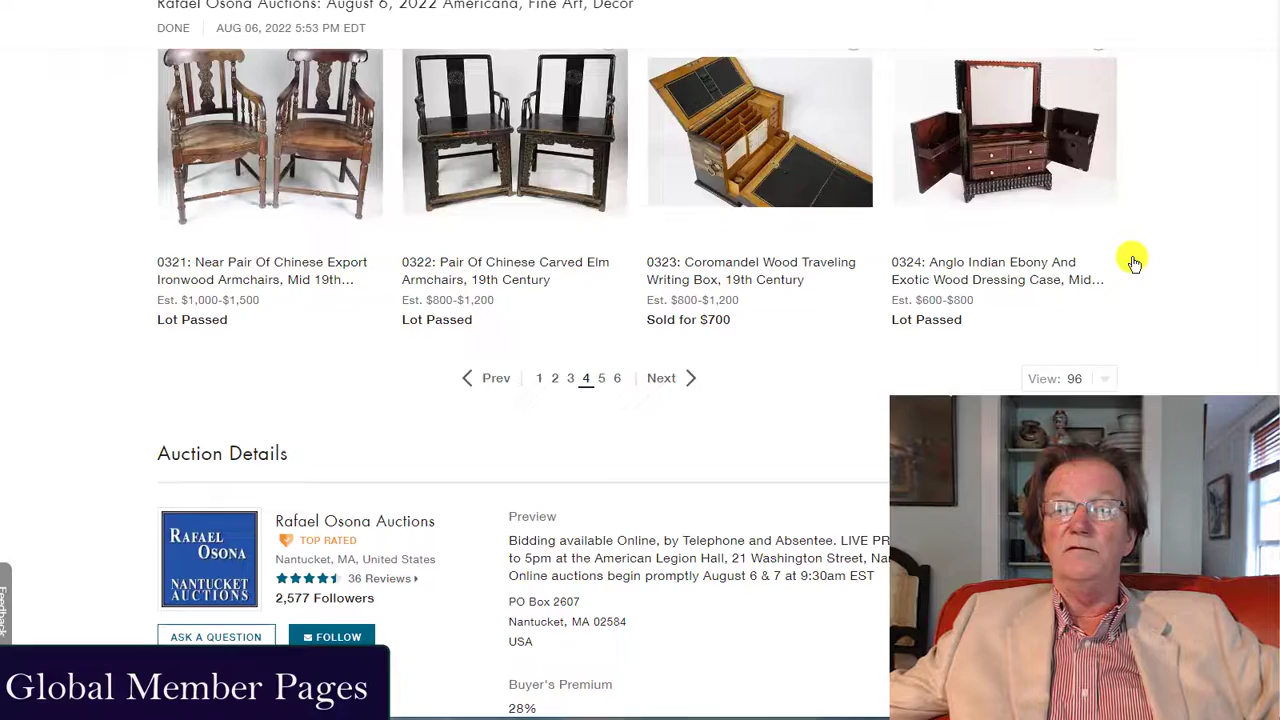 Rafael Osona Auctions: August 6, 2022 Americana, Fine Art, Decor
DONE AUG 06, 2022 5:53 PM EDT
0321: Near Pair Of Chinese Export
Ironwood Armchairs, Mid 19th...
Est. $1,000-$1,500
Lot Passed
0322: Pair Of Chinese Carved Elm
Armchairs, 19th Century
Est. $800-$1,200
Lot Passed
0323: Coromandel Wood Traveling
Writing Box, 19th Century
Est. $800-$1,200
Sold for $700
0324: Anglo Indian Ebony And
Exotic Wood Dressing Case, Mid...
Est. $600-$800
Lot Passed
Prev 1 2 3 4 5 6 Next
View: 96
Auction Details
RAFAEL
OSONA
NANTUCKET
AUCTIONS
Rafael Osona Auctions
TOP RATED
Nantucket, MA, United States
36 Reviews
2,577 Followers
ASK A QUESTION
FOLLOW
Preview
Bidding available Online, by Telephone and Absentee. LIVE PR
to 5pm at the American Legion Hall, 21 Washington Street, Na
Online auctions begin promptly August 6 & 7 at 9:30am EST
PO Box 2607
Nantucket, MA 02584
USA
Buyer's Premium
28%
Feedback
Global Member Pages